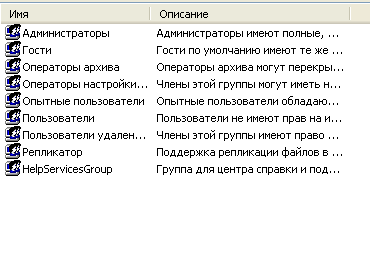 Имя Описание
Администраторы Администраторы имеют полные, ...
Гости Гости по умолчанию имеют те же ...
Операторы архива Операторы архива могут перекры...
Операторы настройки... Члены этой группы могут иметь н...
Опытные пользователи Опытные пользователи обладаю...
Пользователи Пользователи не имеют прав на и...
Пользователи удален... Члены этой группы имеют право ...
Репликатор Поддержка репликации файлов в ...
HelpServicesGroup Группа для центра справки и под...